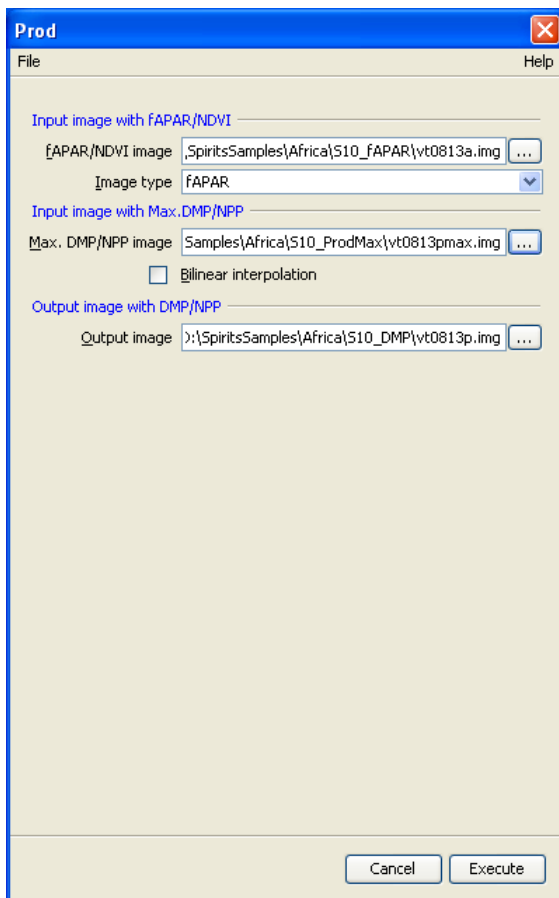 Prod
File Help
Input image with fAPAR/NDVI
fAPAR/NDVI image \SpiritsSamples\Africa\S10_fAPAR\vt0813a.img ...
Image type fAPAR
Input image with Max.DMP/NPP
Max. DMP/NPP image Samples\Africa\S10_ProdMax\vt0813pmax.img ...
Bilinear interpolation
Output image with DMP/NPP
Output image D:\SpiritsSamples\Africa\S10_DMP\vt0813p.img ...
Cancel Execute